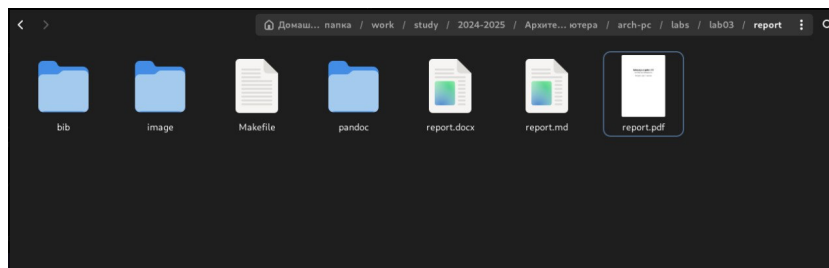 Домаш... папка / work / study / 2024-2025 / Архите... ютера / arch-pc / labs / lab03 / report
bib image Makefile pandoc report.docx report.md report.pdf